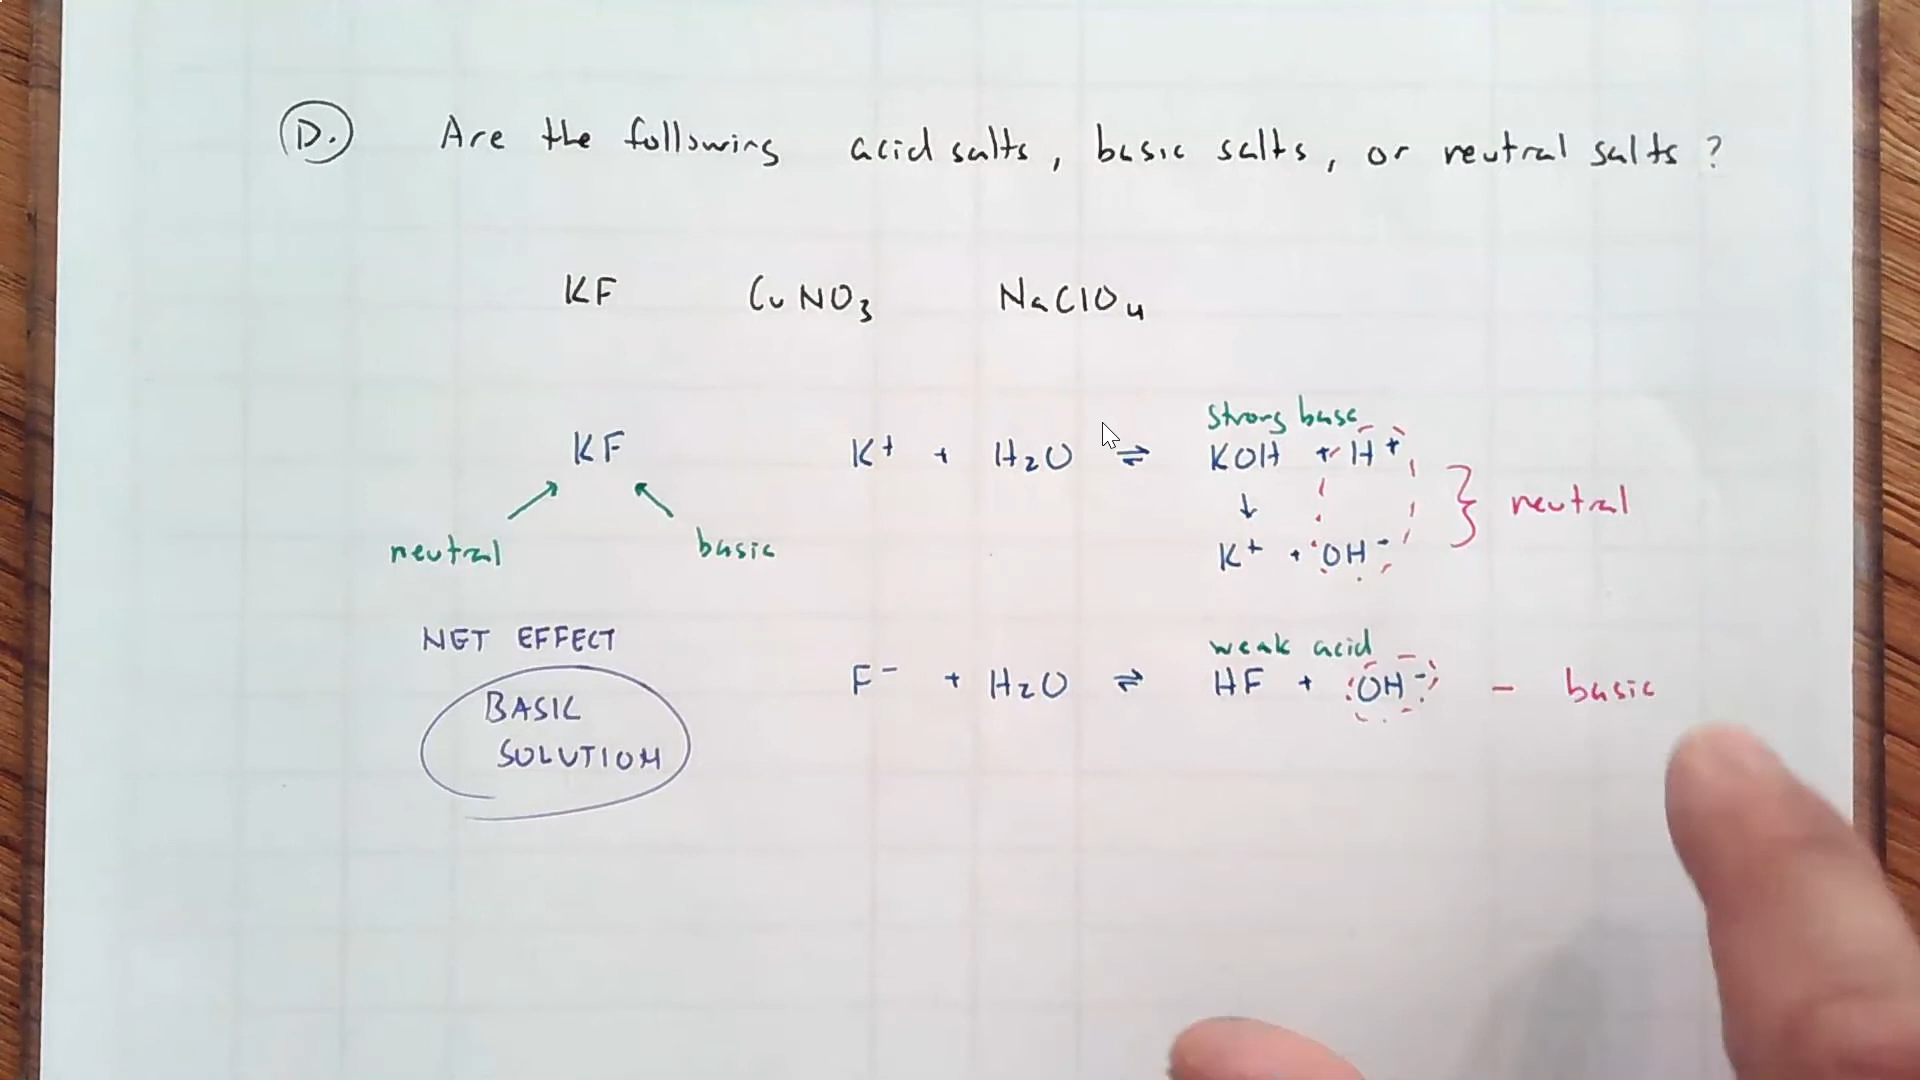 D. Are the following acid salts, basic salts, or neutral salts?
KF CuNO₃ NaClO₄
strong base
KF K⁺ + H₂O ⇌ KOH + H⁺
neutral
↓
neutral basic K⁺ + OH⁻
NET EFFECT weak acid
F⁻ + H₂O ⇌ HF + OH⁻ – basic
BASIC
SOLUTION